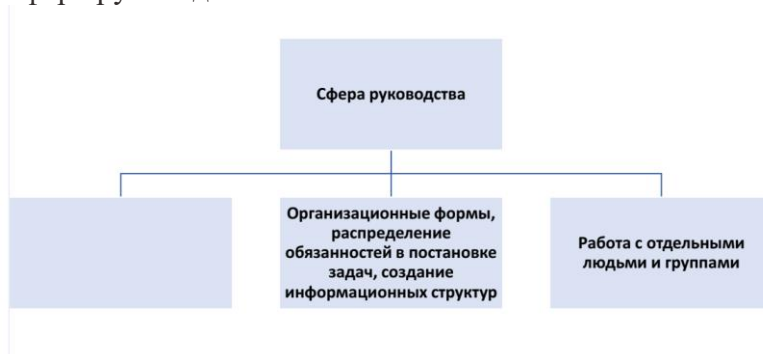 Сфера руководства
Организационные формы,
распределение
обязанностей в постановке
задач, создание
информационных структур
Работа с отдельными
людьми и группами